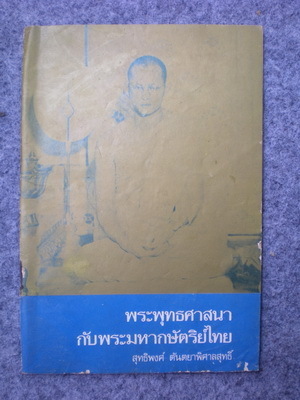 พระพุทธศาสนา
กับพระมหากษัตริย์ไทย
สุทธิพงศ์ ตันตยาพิศาลสุทธิ์